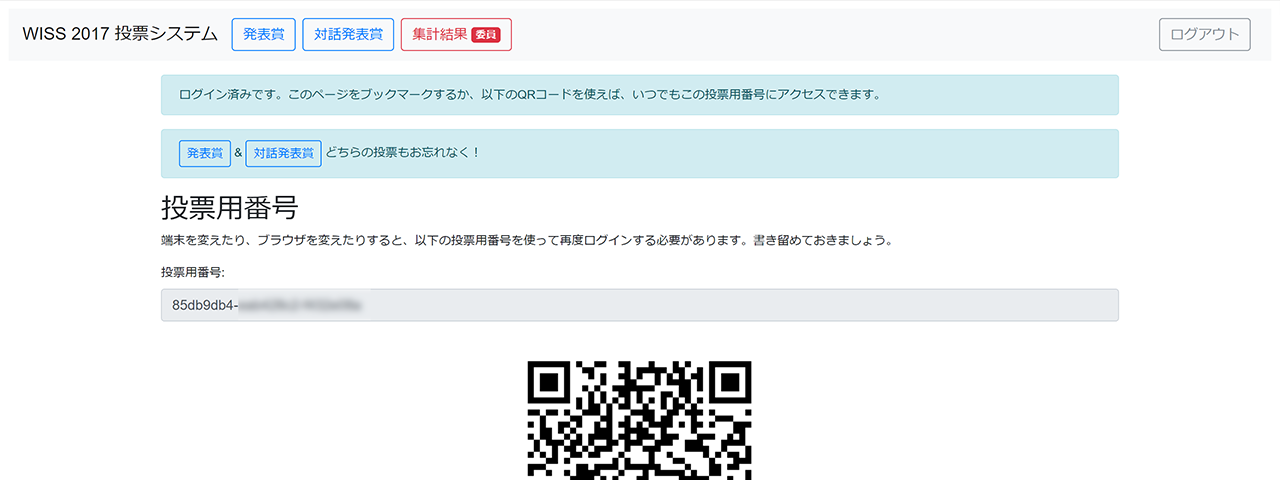 WISS 2017 投票システム 発表賞 対話発表賞 集計結果 委員 ログアウト
ログイン済みです。このページをブックマークするか、以下のQRコードを使えば、いつでもこの投票用番号にアクセスできます。
発表賞 & 対話発表賞 どちらの投票もお忘れなく！
投票用番号
端末を変えたり、ブラウザを変えたりすると、以下の投票用番号を使って再度ログインする必要があります。書き留めておきましょう。
投票用番号:
85db9db4-